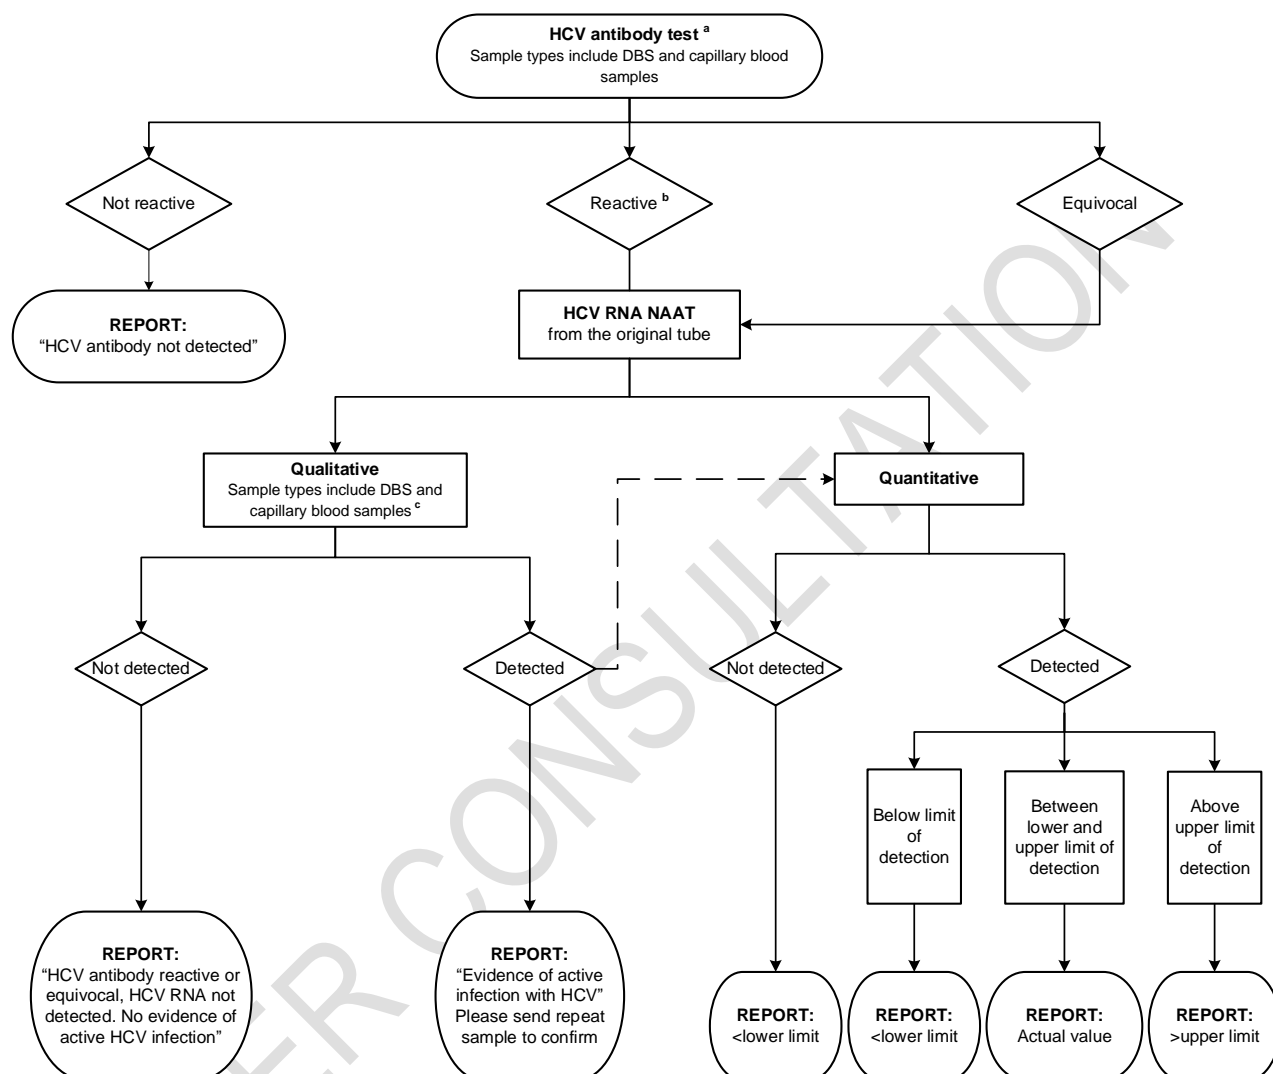 HCV antibody test a
Sample types include DBS and capillary blood
samples
Not reactive
Reactive b
Equivocal
REPORT:
“HCV antibody not detected”
HCV RNA NAAT
from the original tube
Qualitative
Sample types include DBS and
capillary blood samples c
Quantitative
Not detected
Detected
Not detected
Detected
Below limit
of
detection
Between
lower and
upper limit of
detection
Above
upper limit
of
detection
REPORT:
“HCV antibody reactive or
equivocal, HCV RNA not
detected. No evidence of
active HCV infection”
REPORT:
“Evidence of active
infection with HCV”
Please send repeat
sample to confirm
REPORT:
<lower limit
REPORT:
<lower limit
REPORT:
Actual value
REPORT:
>upper limit
ER CONSULTATION